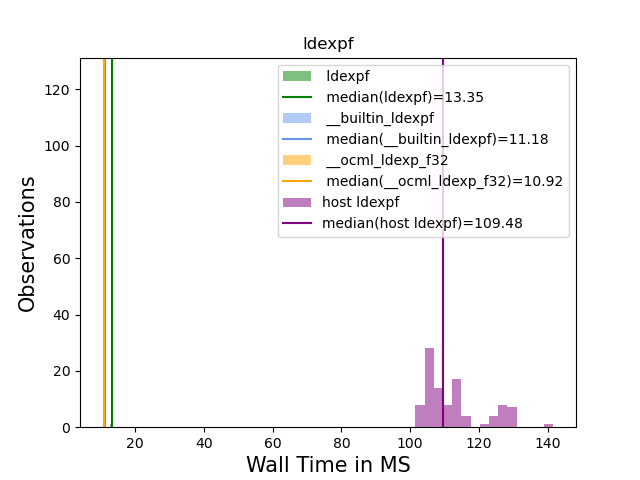 ldexpf
Observations
120
100
80
60
40
20
0
ldexpf
median(ldexpf)=13.35
__builtin_ldexpf
median(__builtin_ldexpf)=11.18
__ocml_ldexp_f32
median(__ocml_ldexp_f32)=10.92
host ldexpf
median(host ldexpf)=109.48
20 40 60 80 100 120 140
Wall Time in MS